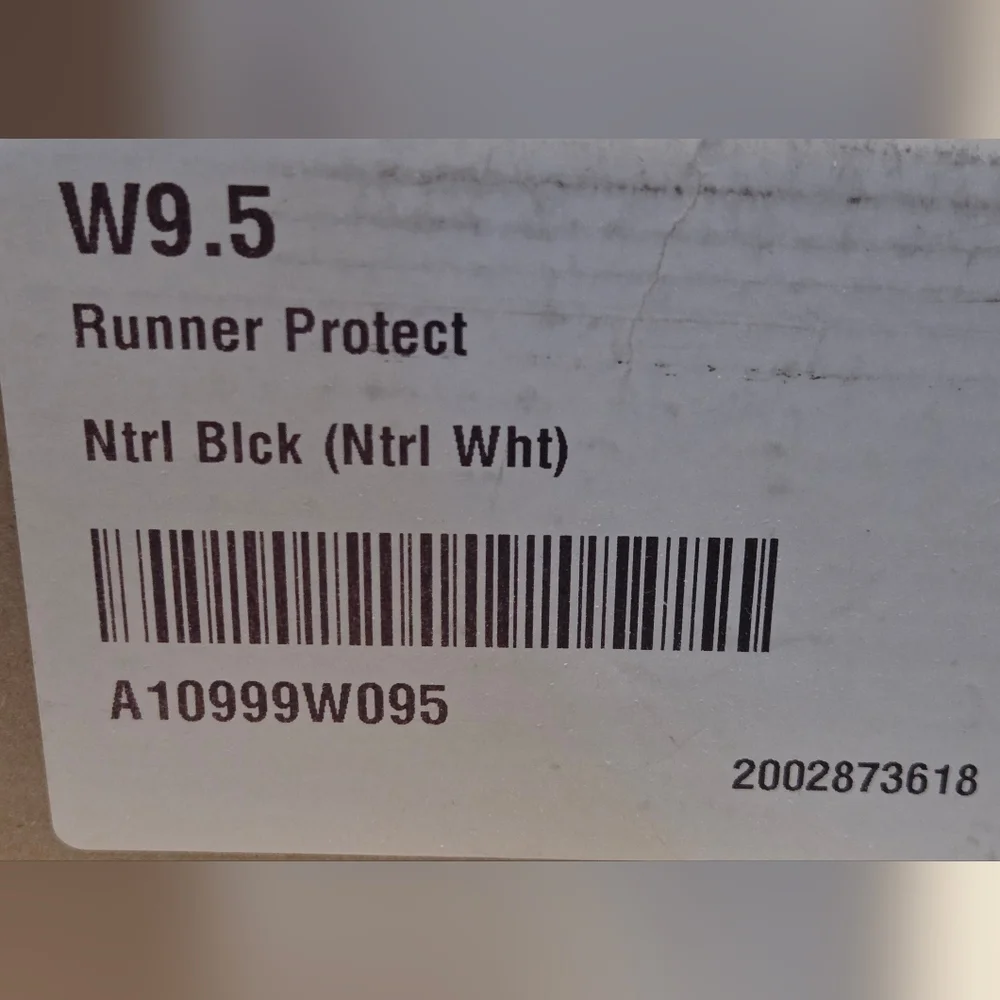 W9.5
Runner Protect
Ntrl Blck (Ntrl Wht)
A10999W095
2002873618